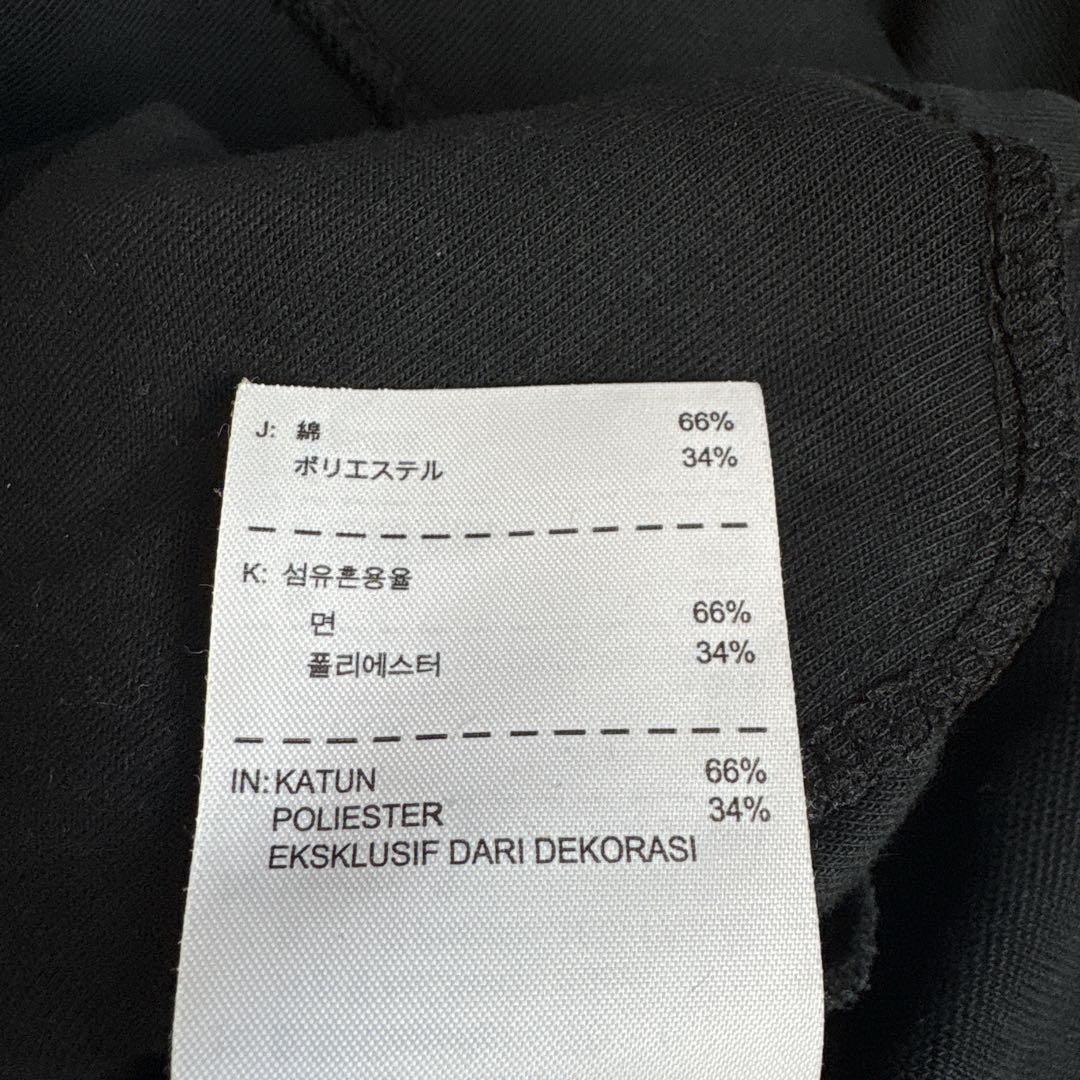 J: 綿 66%
ポリエステル 34%
K: 섬유혼용율
면 66%
폴리에스터 34%
IN: KATUN 66%
POLIESTER 34%
EKSKLUSIF DARI DEKORASI